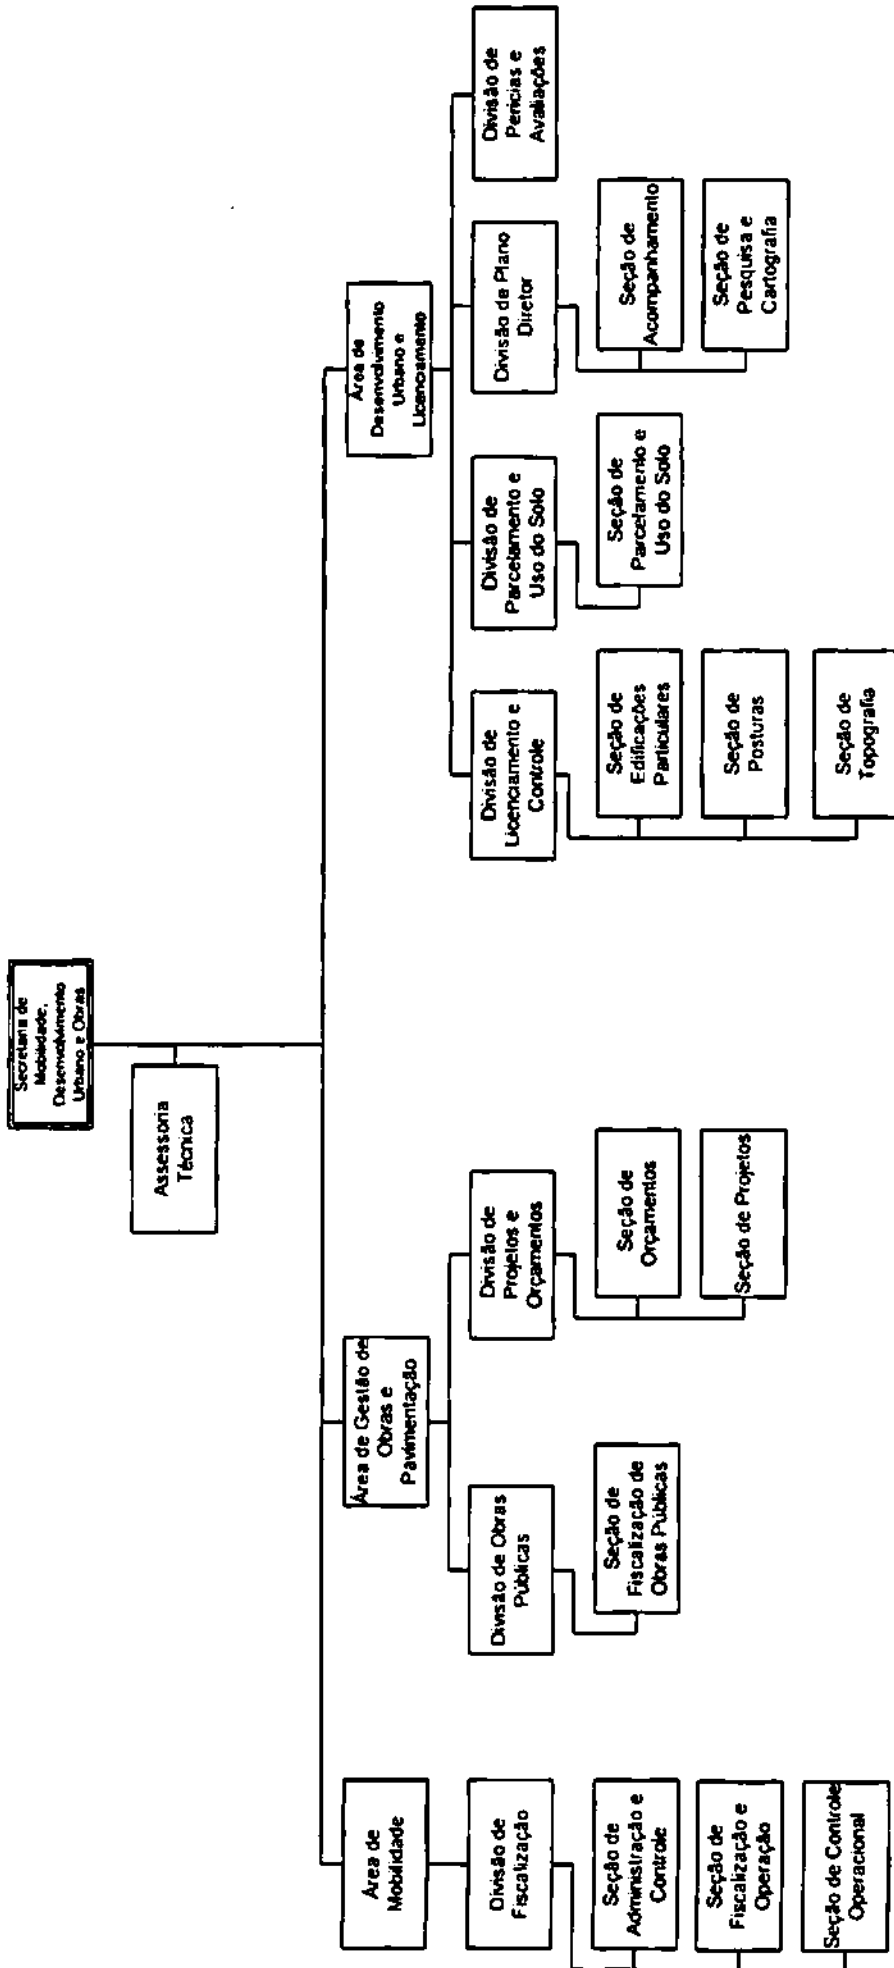 Secretaria de
Mobilidade,
Desenvolvimento
Urbano e Obras
Assessoria
Técnica
Área de
Mobilidade
Divisão de
Fiscalização
Seção de
Administração e
Controle
Seção de
Fiscalização e
Operação
Seção de Controle
Operacional
Área de Gestão de
Obras e
Pavimentação
Divisão de Obras
Públicas
Seção de
Fiscalização de
Obras Públicas
Divisão de
Projetos e
Orçamentos
Seção de
Orçamentos
Seção de Projetos
Área de
Desenvolvimento
Urbano e
Licenciamento
Divisão de
Licenciamento e
Controle
Seção de
Edificações
Particulares
Seção de
Posturas
Seção de
Topografia
Divisão de
Parcelamento e
Uso do Solo
Seção de
Parcelamento e
Uso do Solo
Divisão de Plano
Diretor
Seção de
Acompanhamento
Seção de
Pesquisa e
Cartografia
Divisão de
Perícias e
Avaliações